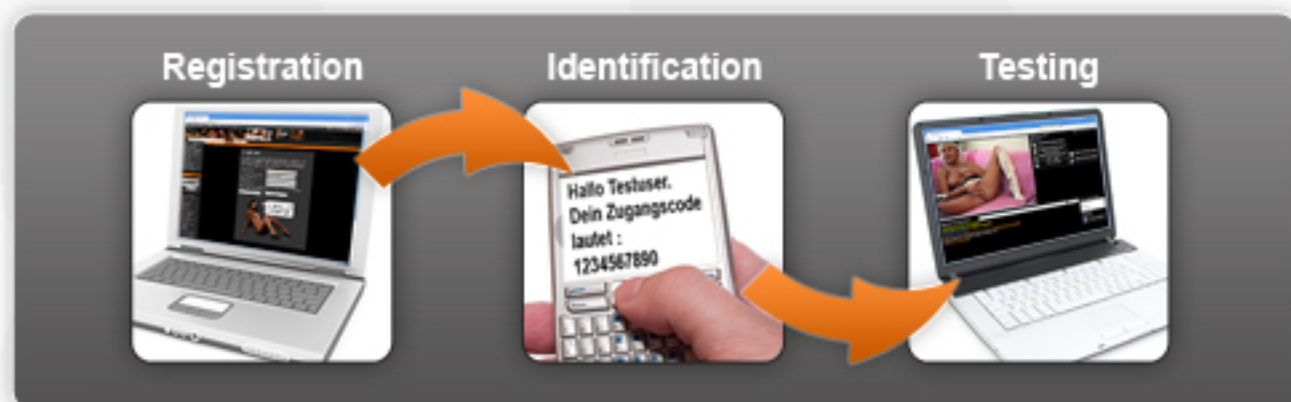 Registration
Identification
Testing
Hallo Testuser.
Dein Zugangscode
lautet :
1234567890